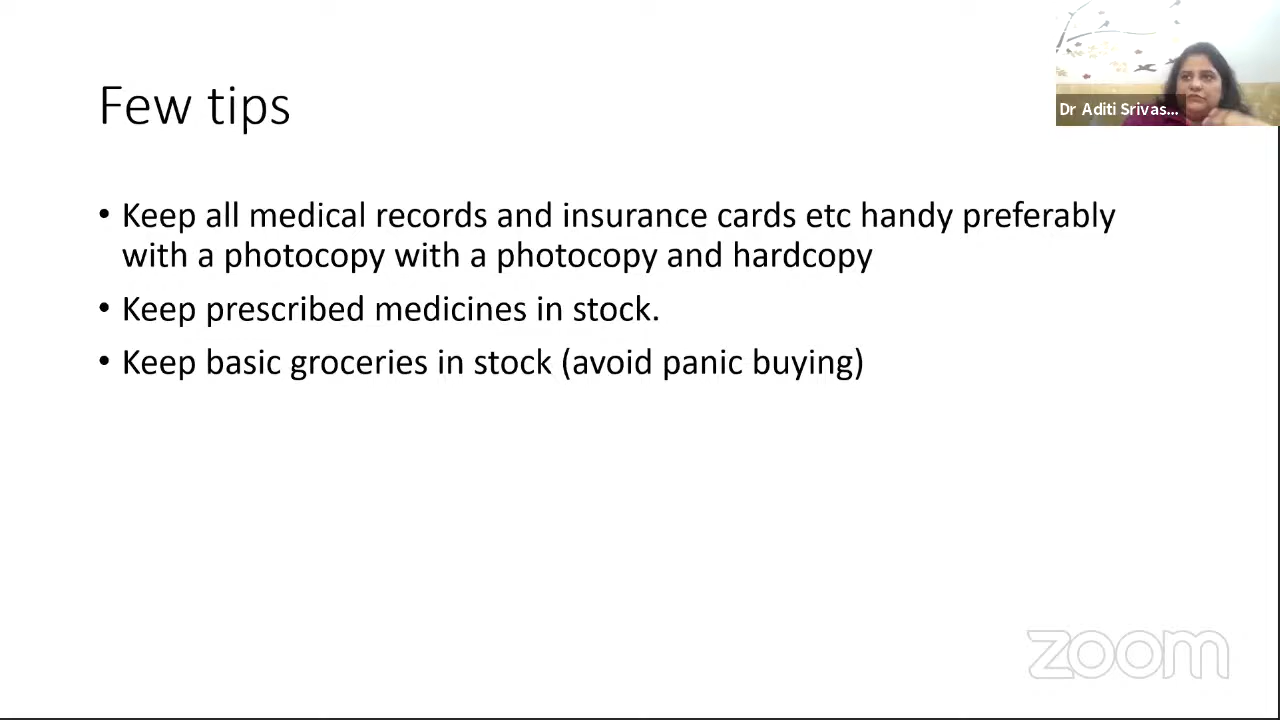 Few tips
Dr Aditi Srivas...
• Keep all medical records and insurance cards etc handy preferably
with a photocopy with a photocopy and hardcopy
• Keep prescribed medicines in stock.
• Keep basic groceries in stock (avoid panic buying)
zoom